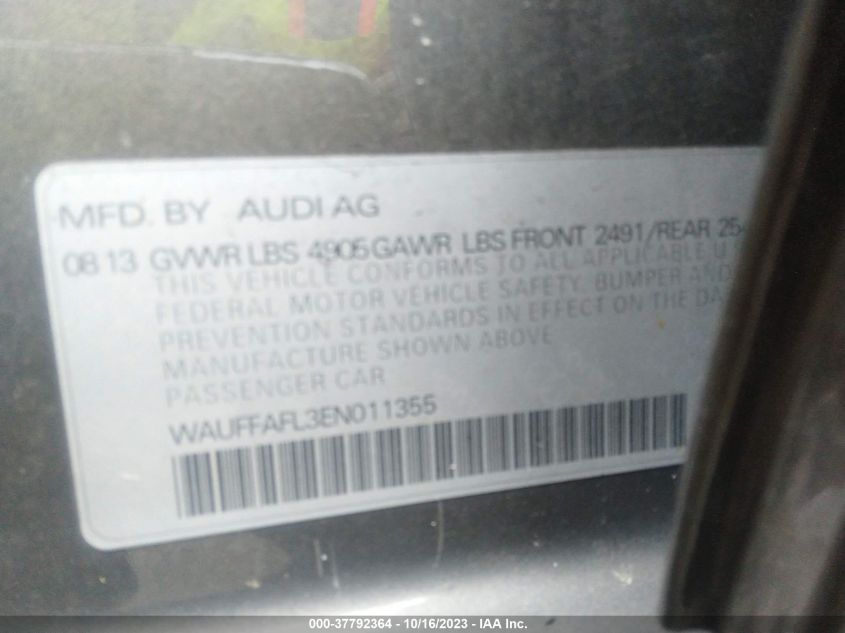 MFD. BY AUDI AG
08 13 GVWR LBS 4905 GAWR LBS FRONT 2491/REAR 25
THIS VEHICLE CONFORMS TO ALL APPLICABLE U
FEDERAL MOTOR VEHICLE SAFETY, BUMPER AND
PREVENTION STANDARDS IN EFFECT ON THE DA
MANUFACTURE SHOWN ABOVE
PASSENGER CAR
WAUFFAFL3EN011355
000-37792364 - 10/16/2023 - IAA Inc.